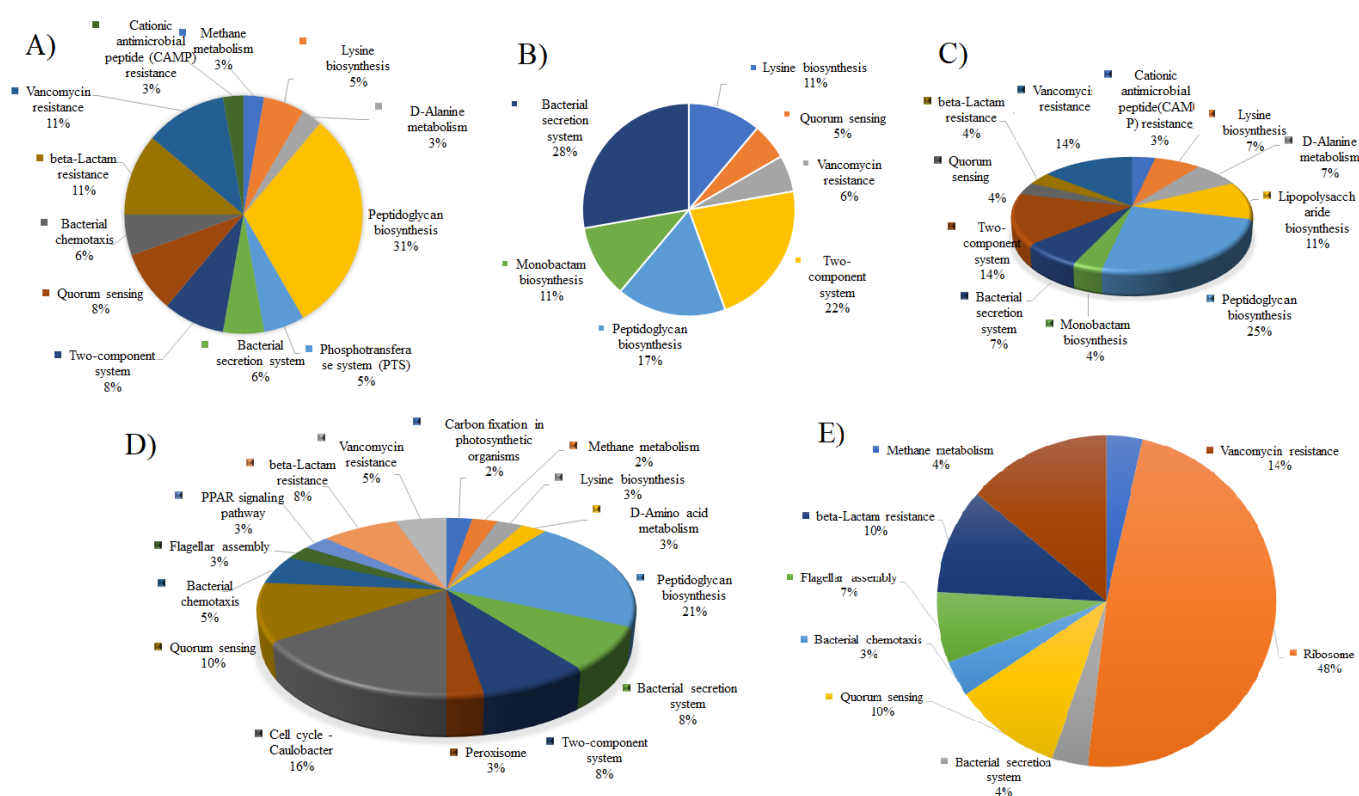 A)
Cationic
antimicrobial
peptide (CAMP)
resistance
3%
Methane
metabolism
3%
Lysine
biosynthesis
5%
D-Alanine
metabolism
3%
Peptidoglycan
biosynthesis
31%
Phosphotransfera
se system (PTS)
5%
Bacterial
secretion system
6%
Two-component
system
8%
Quorum sensing
8%
Bacterial
chemotaxis
6%
beta-Lactam
resistance
11%
Vancomycin
resistance
11%
B)
Lysine biosynthesis
11%
Quorum sensing
5%
Vancomycin
resistance
6%
Two-
component
system
22%
Peptidoglycan
biosynthesis
17%
Monobactam
biosynthesis
11%
Bacterial
secretion
system
28%
C)
Cationic
antimicrobial
peptide(CAM
P) resistance
3%
Lysine
biosynthesis
7%
D-Alanine
metabolism
7%
Lipopolysacch
aride
biosynthesis
11%
Peptidoglycan
biosynthesis
25%
Monobactam
biosynthesis
4%
Bacterial
secretion
system
7%
Two-
component
system
14%
Quorum
sensing
4%
beta-Lactam
resistance
4%
Vancomyci
resistance
14%
D)
Carbon fixation in
photosynthetic
organisms
2%
Methane metabolism
2%
Lysine biosynthesis
3%
D-Amino acid
metabolism
3%
Peptidoglycan
biosynthesis
21%
Bacterial secretion
system
8%
Two-component
system
8%
Peroxisome
3%
Cell cycle -
Caulobacter
16%
Quorum sensing
10%
Bacterial
chemotaxis
5%
Flagellar assembly
3%
PPAR signaling
pathway
3%
beta-Lactam
resistance
8%
Vancomycin
resistance
5%
E)
Methane metabolism
4%
Vancomycin resistance
14%
beta-Lactam resistance
10%
Flagellar assembly
7%
Bacterial chemotaxis
3%
Quorum sensing
10%
Bacterial secretion
system
4%
Ribosome
48%